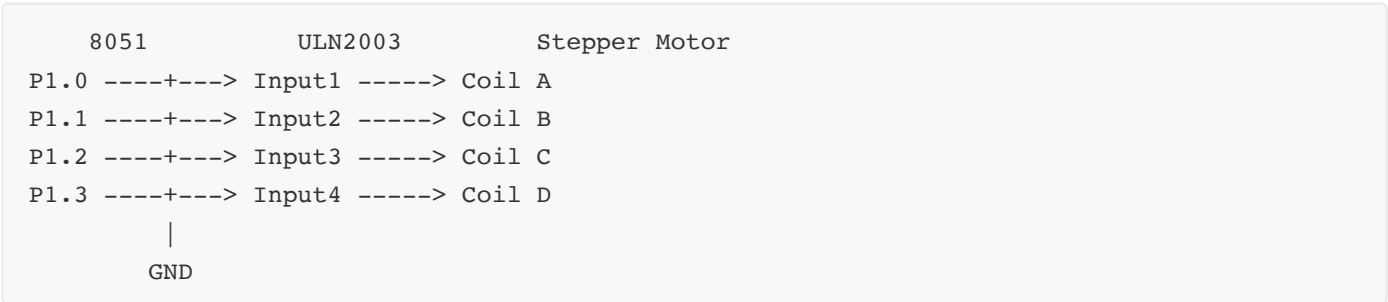 8051 ULN2003 Stepper Motor
P1.0 ----+---> Input1 -----> Coil A
P1.1 ----+---> Input2 -----> Coil B
P1.2 ----+---> Input3 -----> Coil C
P1.3 ----+---> Input4 -----> Coil D
|
GND